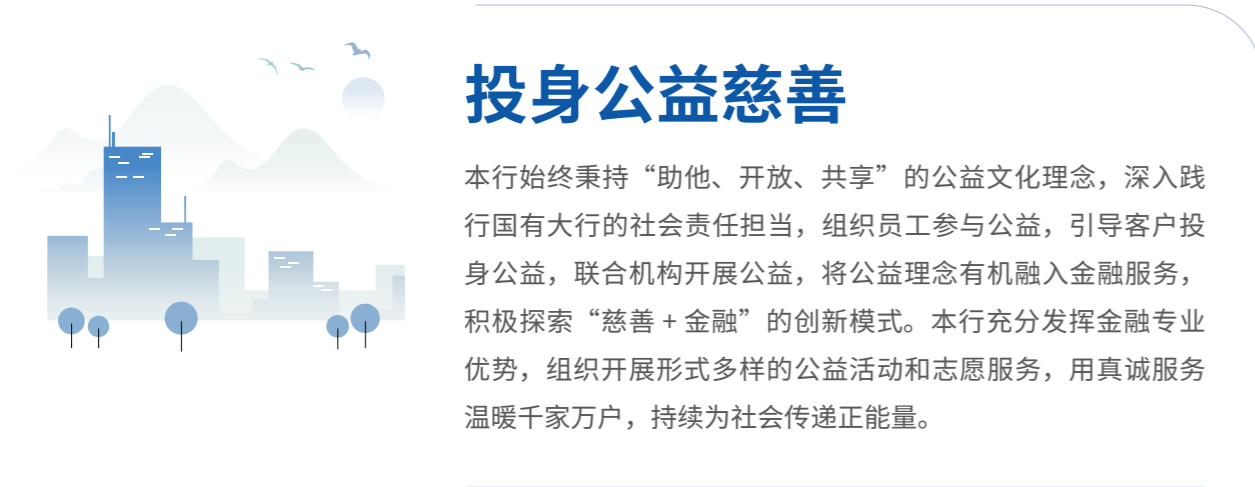 投身公益慈善
本行始终秉持“助他、开放、共享”的公益文化理念，深入践
行国有大行的社会责任担当，组织员工参与公益，引导客户投
身公益，联合机构开展公益，将公益理念有机融入金融服务，
积极探索“慈善 + 金融”的创新模式。本行充分发挥金融专业
优势，组织开展形式多样的公益活动和志愿服务，用真诚服务
温暖千家万户，持续为社会传递正能量。